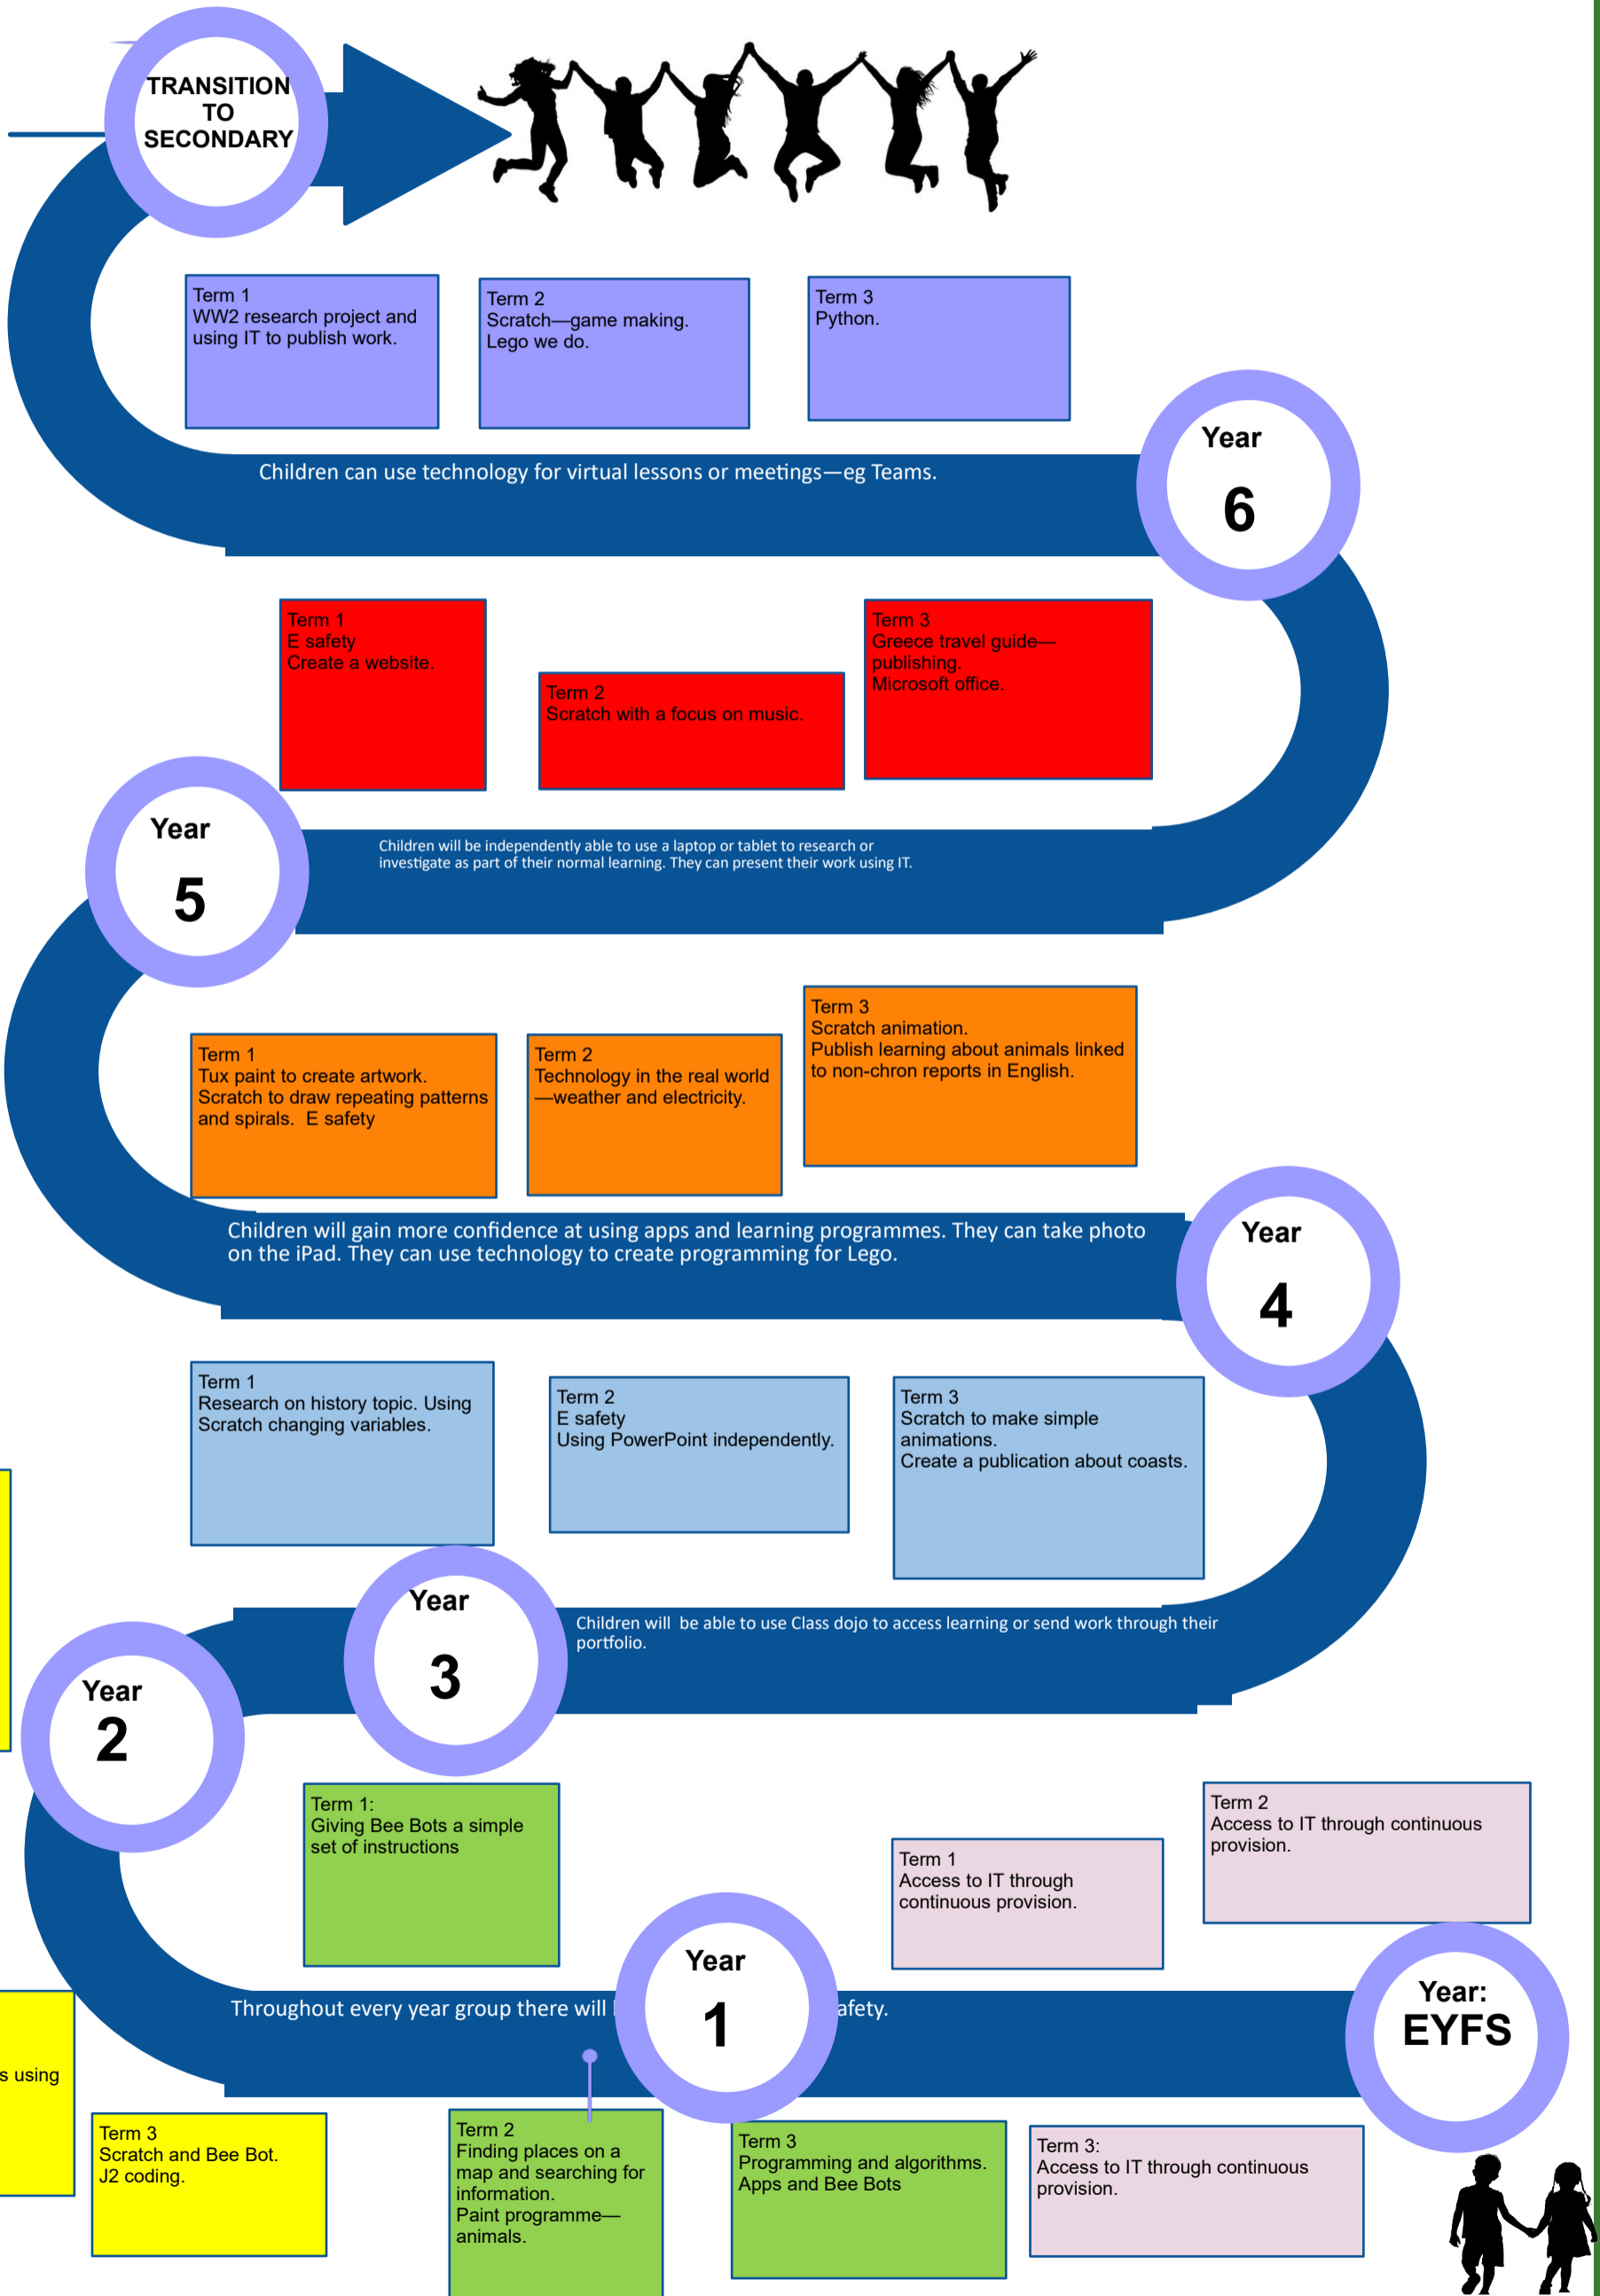 TRANSITION
TO
SECONDARY
Term 1
WW2 research project and
using IT to publish work.
Term 2
Scratch—game making.
Lego we do.
Term 3
Python.
Year
6
Children can use technology for virtual lessons or meetings—eg Teams.
Term 1
E safety
Create a website.
Term 2
Scratch with a focus on music.
Term 3
Greece travel guide—
publishing.
Microsoft office.
Year
5
Children will be independently able to use a laptop or tablet to research or
investigate as part of their normal learning. They can present their work using IT.
Term 1
Tux paint to create artwork.
Scratch to draw repeating patterns
and spirals.  E safety
Term 2
Technology in the real world
—weather and electricity.
Term 3
Scratch animation.
Publish learning about animals linked
to non-chron reports in English.
Children will gain more confidence at using apps and learning programmes. They can take photo
on the iPad. They can use technology to create programming for Lego.
Year
4
Term 1
Research on history topic. Using
Scratch changing variables.
Term 2
E safety
Using PowerPoint independently.
Term 3
Scratch to make simple
animations.
Create a publication about coasts.
Year
3
Children will  be able to use Class dojo to access learning or send work through their
portfolio.
Year
2
Term 1:
Giving Bee Bots a simple
set of instructions
Term 1
Access to IT through
continuous provision.
Term 2
Access to IT through continuous
provision.
Year
1
Year:
EYFS
Throughout every year group there will afety.
s using
Term 3
Scratch and Bee Bot.
J2 coding.
Term 2
Finding places on a
map and searching for
information.
Paint programme—
animals.
Term 3
Programming and algorithms.
Apps and Bee Bots
Term 3:
Access to IT through continuous
provision.